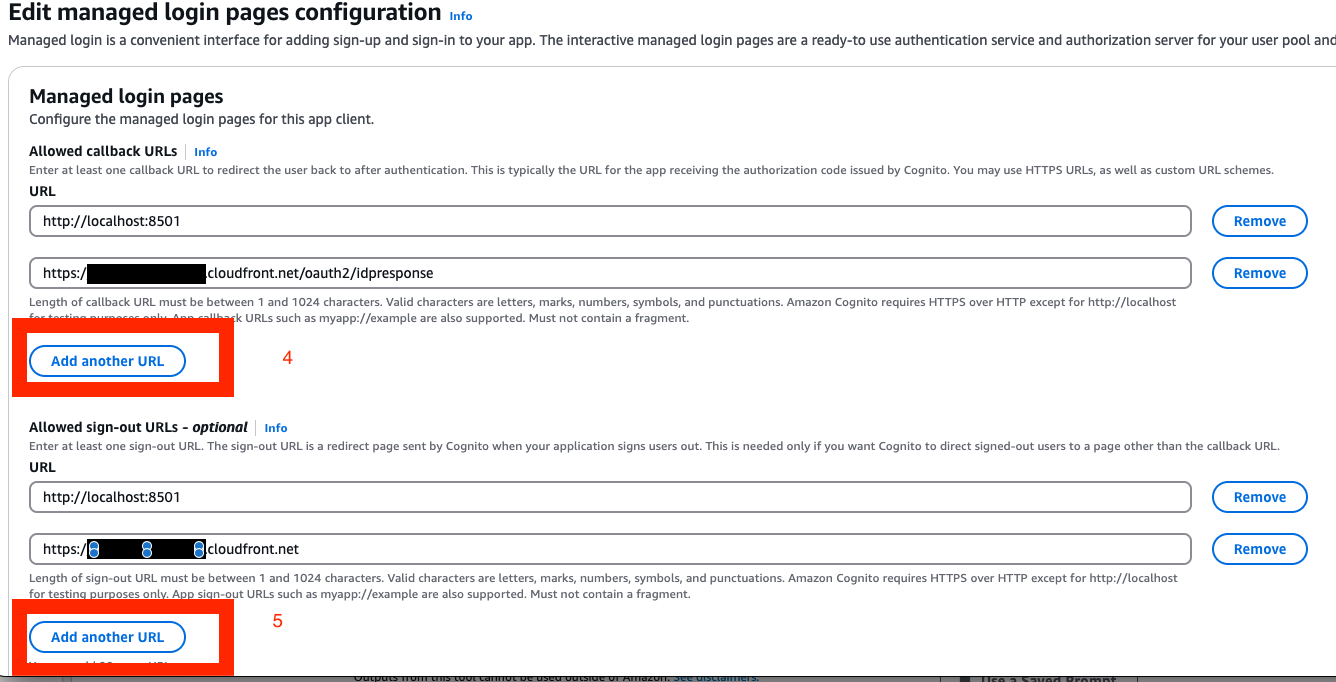 Edit managed login pages configuration Info
Managed login is a convenient interface for adding sign-up and sign-in to your app. The interactive managed login pages are a ready-to use authentication service and authorization server for your user pool and
Managed login pages
Configure the managed login pages for this app client.
Allowed callback URLs Info
Enter at least one callback URL to redirect the user back to after authentication. This is typically the URL for the app receiving the authorization code issued by Cognito. You may use HTTPS URLs, as well as custom URL schemes.
URL
http://localhost:8501 Remove
https:/ .cloudfront.net/oauth2/idpresponse Remove
Length of callback URL must be between 1 and 1024 characters. Valid characters are letters, marks, numbers, symbols, and punctuations. Amazon Cognito requires HTTPS over HTTP except for http://localhost
for testing purposes only. App callback URLs such as myapp://example are also supported. Must not contain a fragment.
Add another URL 4
Allowed sign-out URLs - optional Info
Enter at least one sign-out URL. The sign-out URL is a redirect page sent by Cognito when your application signs users out. This is needed only if you want Cognito to direct signed-out users to a page other than the callback URL.
URL
http://localhost:8501 Remove
https:/ .cloudfront.net Remove
Length of sign-out URL must be between 1 and 1024 characters. Valid characters are letters, marks, numbers, symbols, and punctuations. Amazon Cognito requires HTTPS over HTTP except for http://localhost
for testing purposes only. App sign-out URLs such as myapp://example are also supported. Must not contain a fragment.
5
Add another URL
Outputs from this tool cannot be used outside of Amazon. See disclaimers. Use a Saved Prompt